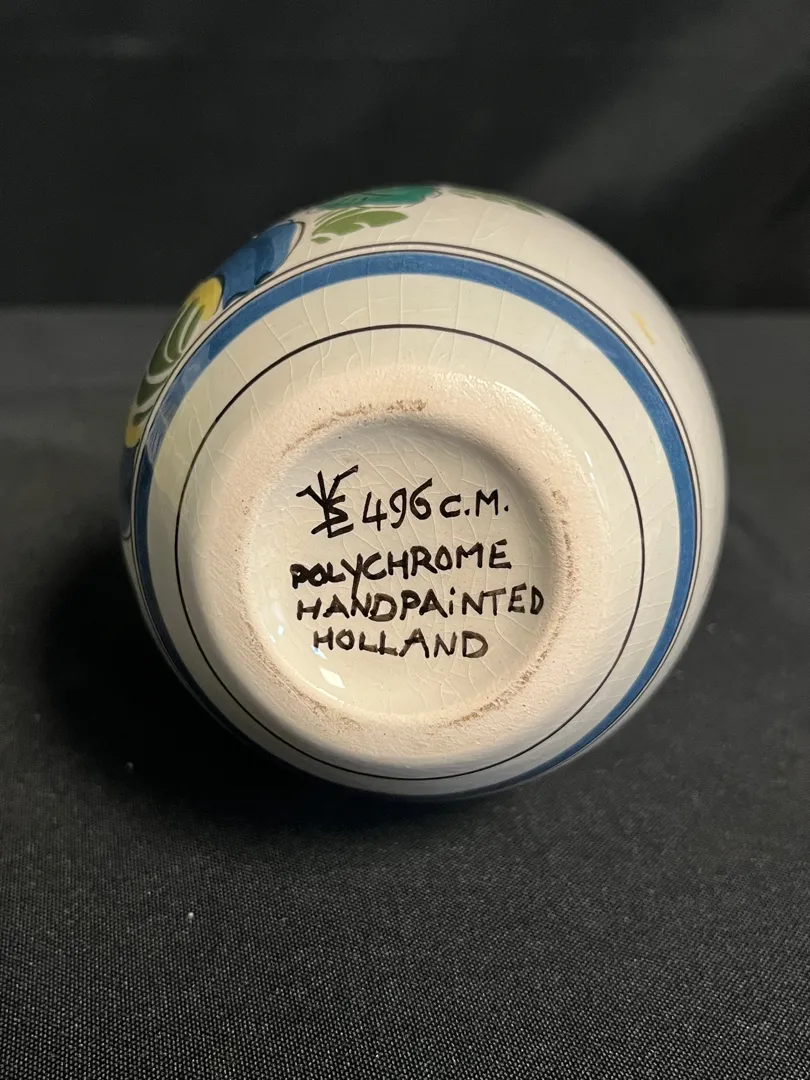 496 C.M.
POLYCHROME
HANDPAiNTED
HOLLAND